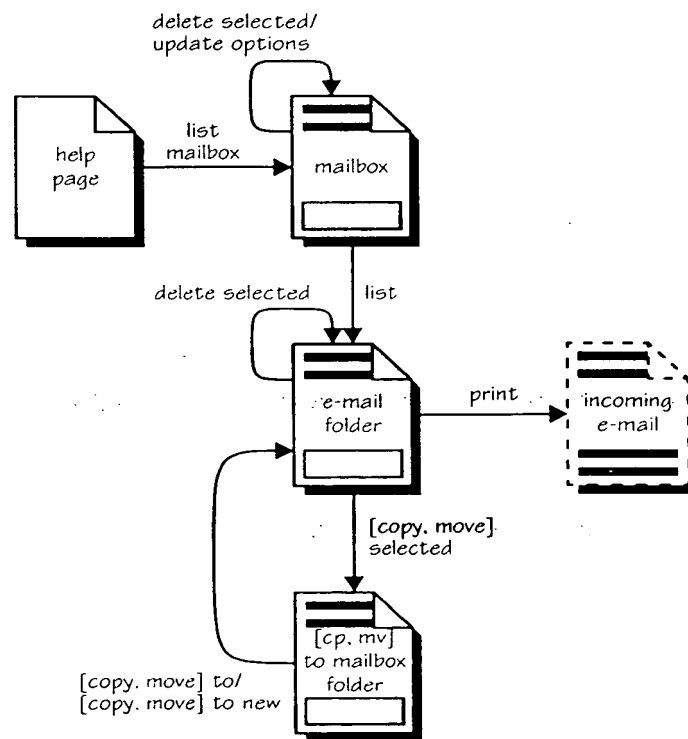 delete selected/
update options
help
page
list
mailbox
mailbox
delete selected
list
e-mail
folder
print
incoming
e-mail
[copy, move]
selected
[cp, mv]
to mailbox
folder
[copy, move] to/
[copy, move] to new